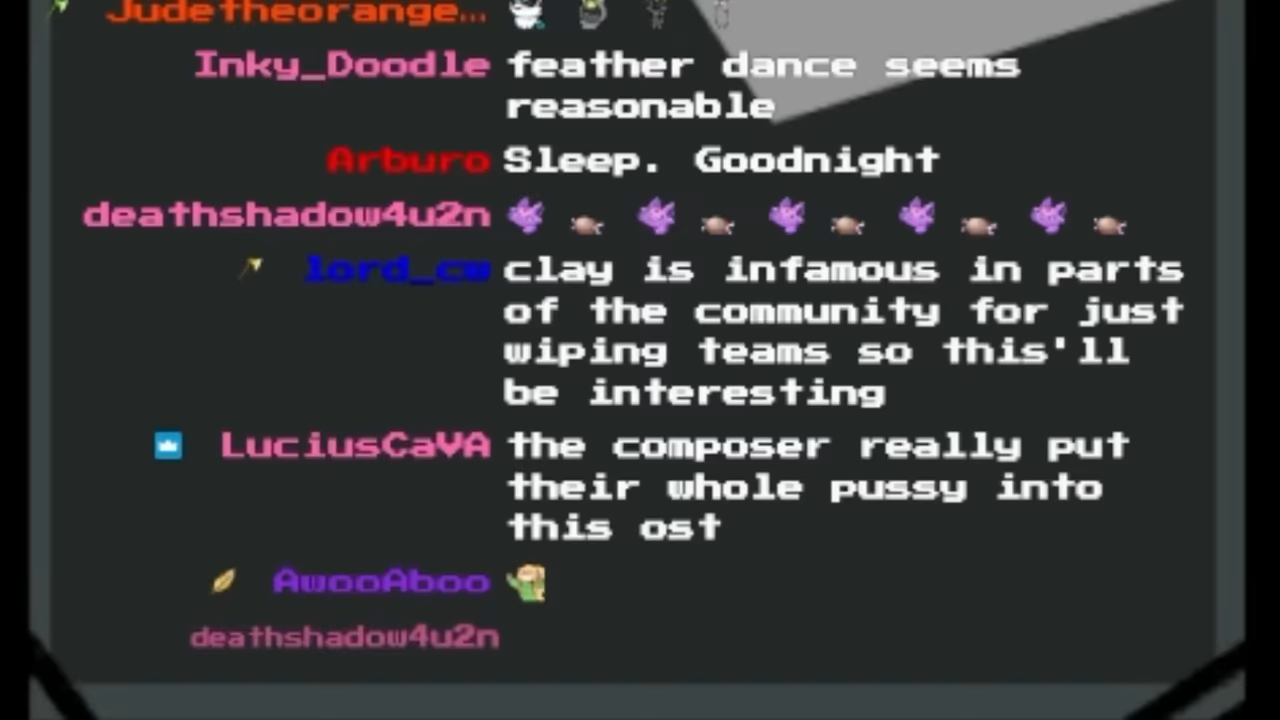 Judetheorange...
Inky_Doodle feather dance seems
reasonable
Arburo Sleep. Goodnight
deathshadow4u2n
lord_cw clay is infamous in parts
of the community for just
wiping teams so this'll
be interesting
LuciusCaVA the composer really put
their whole pussy into
this ost
AwooAboo
deathshadow4u2n